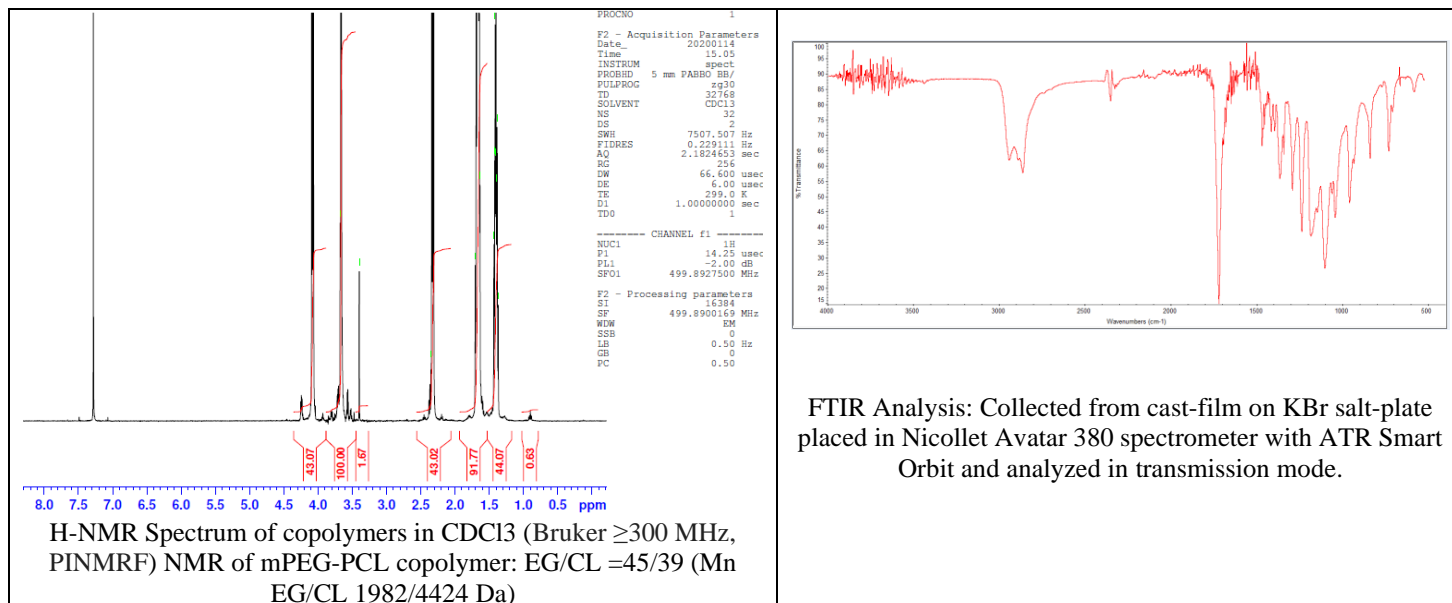 PROCNO 1
F2 - Acquisition Parameters
Date_ 20200114
Time 15.05
INSTRUM spect
PROBHD 5 mm PABBO BB/
PULPROG zg30
TD 32768
SOLVENT CDCl3
NS 32
DS 2
SWH 7507.507 Hz
FIDRES 0.229111 Hz
AQ 2.1824653 sec
RG 256
DW 66.600 usec
DE 6.00 usec
TE 299.0 K
D1 1.00000000 sec
TD0 1
======== CHANNEL f1 ========
NUC1 1H
P1 14.25 usec
PL1 -2.00 dB
SFO1 499.8927500 MHz
F2 - Processing parameters
SI 16384
SF 499.8900169 MHz
WDW EM
SSB 0
LB 0.50 Hz
GB 0
PC 0.50
43.07 100.00 1.67 43.02 91.77 44.07 0.63
8.0 7.5 7.0 6.5 6.0 5.5 5.0 4.5 4.0 3.5 3.0 2.5 2.0 1.5 1.0 0.5 ppm
H-NMR Spectrum of copolymers in CDCl3 (Bruker ≥300 MHz,
PINMRF) NMR of mPEG-PCL copolymer: EG/CL =45/39 (Mn
EG/CL 1982/4424 Da)
100
95
90
85
80
75
70
65
60
55
50
45
40
35
30
25
20
15
%Transmittance
4000 3500 3000 2500 2000 1500 1000 500
Wavenumbers (cm-1)
FTIR Analysis: Collected from cast-film on KBr salt-plate
placed in Nicollet Avatar 380 spectrometer with ATR Smart
Orbit and analyzed in transmission mode.